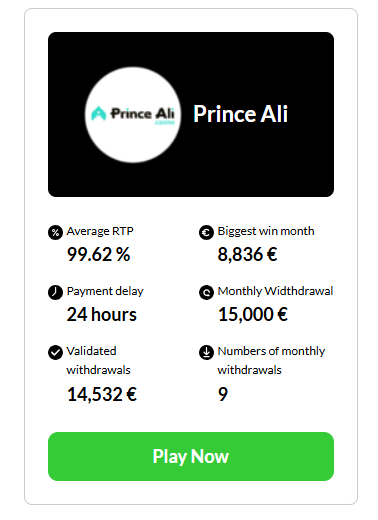 Prince Ali
casino
Prince Ali
% Average RTP
99.62 %
€ Biggest win month
8,836 €
Payment delay
24 hours
Monthly Widthdrawal
15,000 €
Validated
withdrawals
14,532 €
Numbers of monthly
withdrawals
9
Play Now